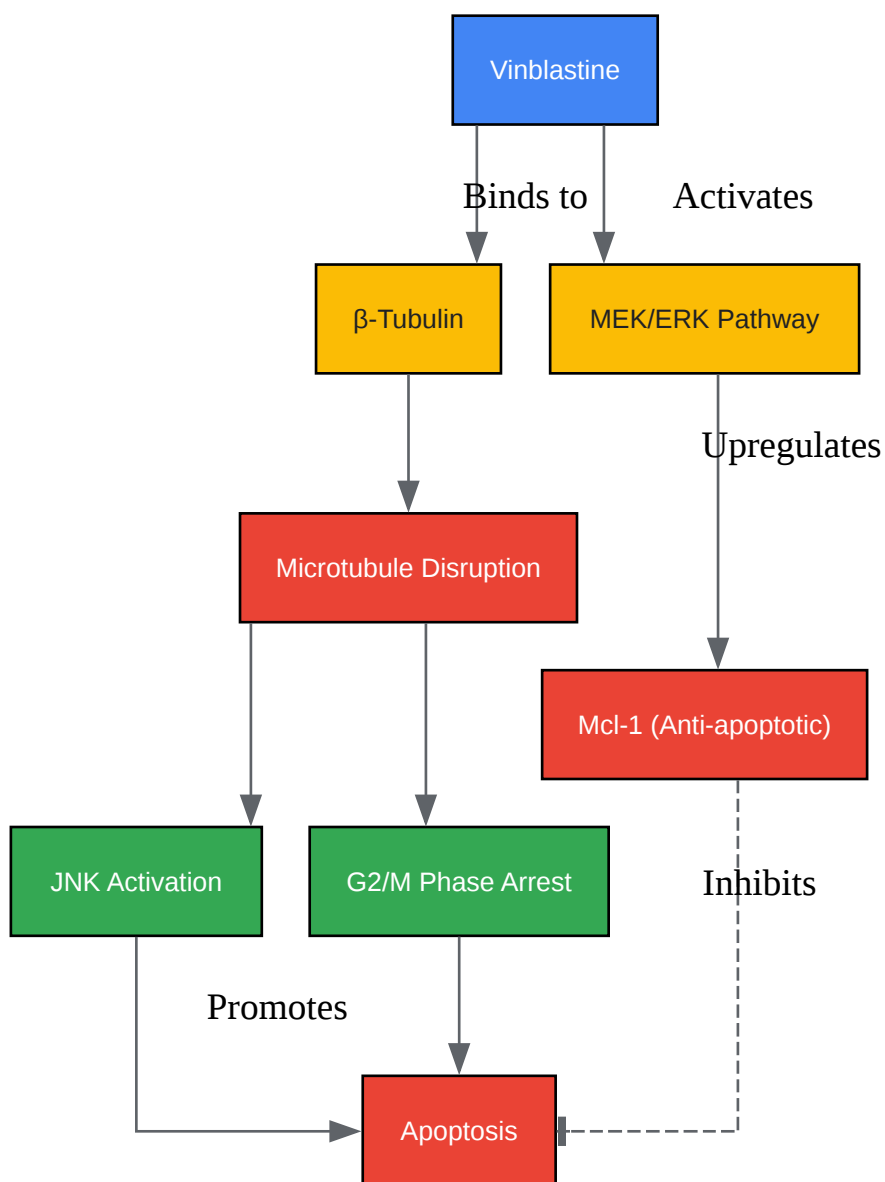 Vinblastine
Binds to
Activates
β-Tubulin
MEK/ERK Pathway
Upregulates
Microtubule Disruption
Mcl-1 (Anti-apoptotic)
JNK Activation
G2/M Phase Arrest
Inhibits
Promotes
Apoptosis